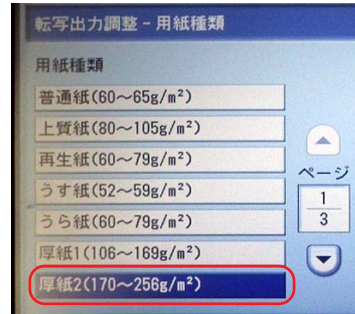 転写出力調整 - 用紙種類
用紙種類
普通紙(60～65g/m²)
上質紙(80～105g/m²)
再生紙(60～79g/m²)
うす紙(52～59g/m²)
うら紙(60～79g/m²)
厚紙1(106～169g/m²)
厚紙2(170～256g/m²)
ページ
1
3